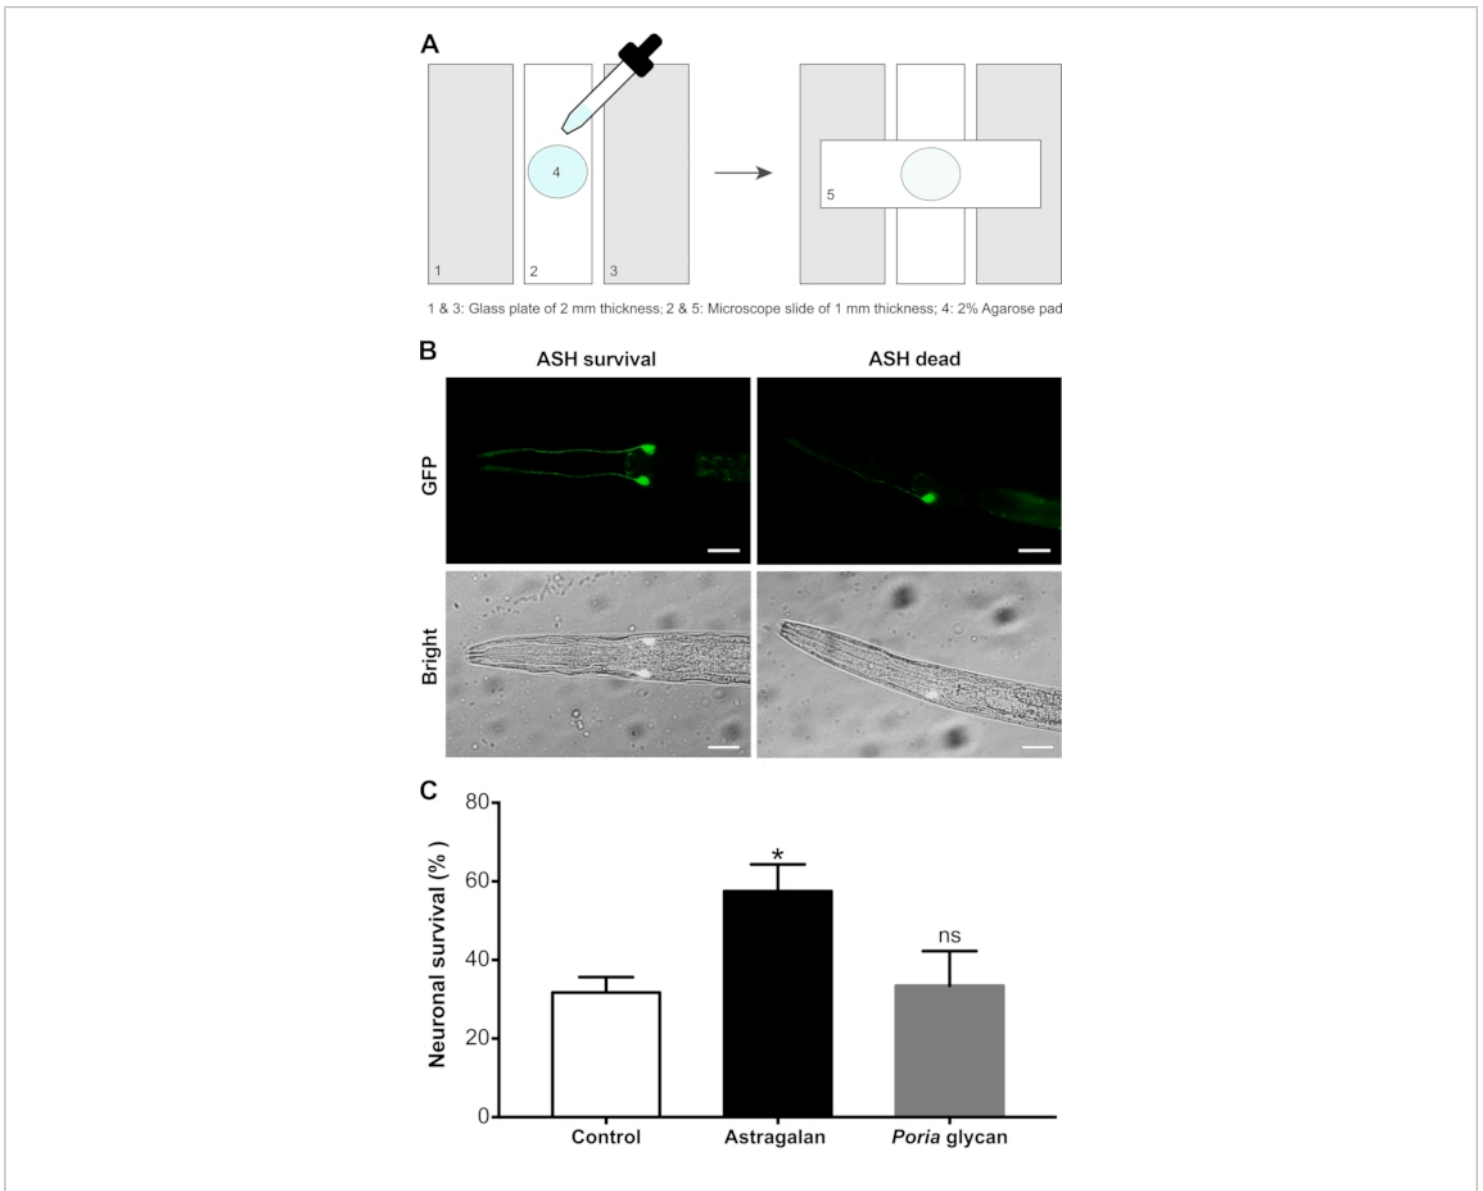 A
4
1
2
3
5
1 & 3: Glass plate of 2 mm thickness; 2 & 5: Microscope slide of 1 mm thickness; 4: 2% Agarose pad
B
ASH survival
ASH dead
GFP
Bright
C
Neuronal survival (% )
80
60
40
20
0
*
ns
Control
Astragalan
Poria glycan